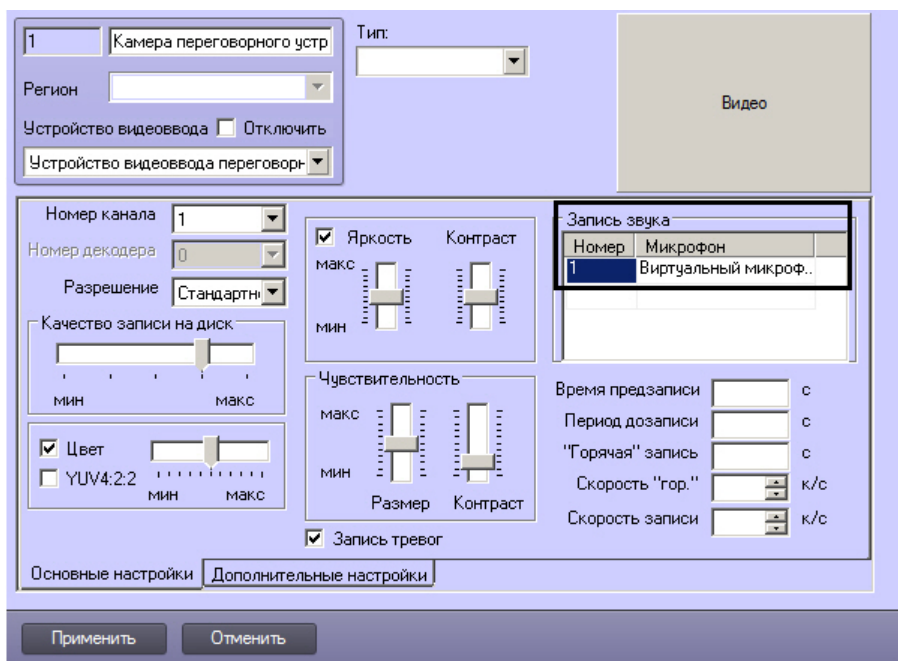 1
Камера переговорного устр
Тип:
Регион
Видео
Устройство видеоввода
Отключить
Устройство видеоввода переговорн
Номер канала
1
Номер декодера
0
Разрешение
Стандартн
Качество записи на диск
мин макс
Цвет
YUV4:2:2
мин макс
Яркость Контраст
макс
мин
Чувствительность
макс
мин
Размер Контраст
Запись тревог
Запись звука
Номер Микрофон
1 Виртуальный микроф..
Время предзаписи с
Период дозаписи с
"Горячая" запись с
Скорость "гор." к/с
Скорость записи к/с
Основные настройки Дополнительные настройки
Применить Отменить